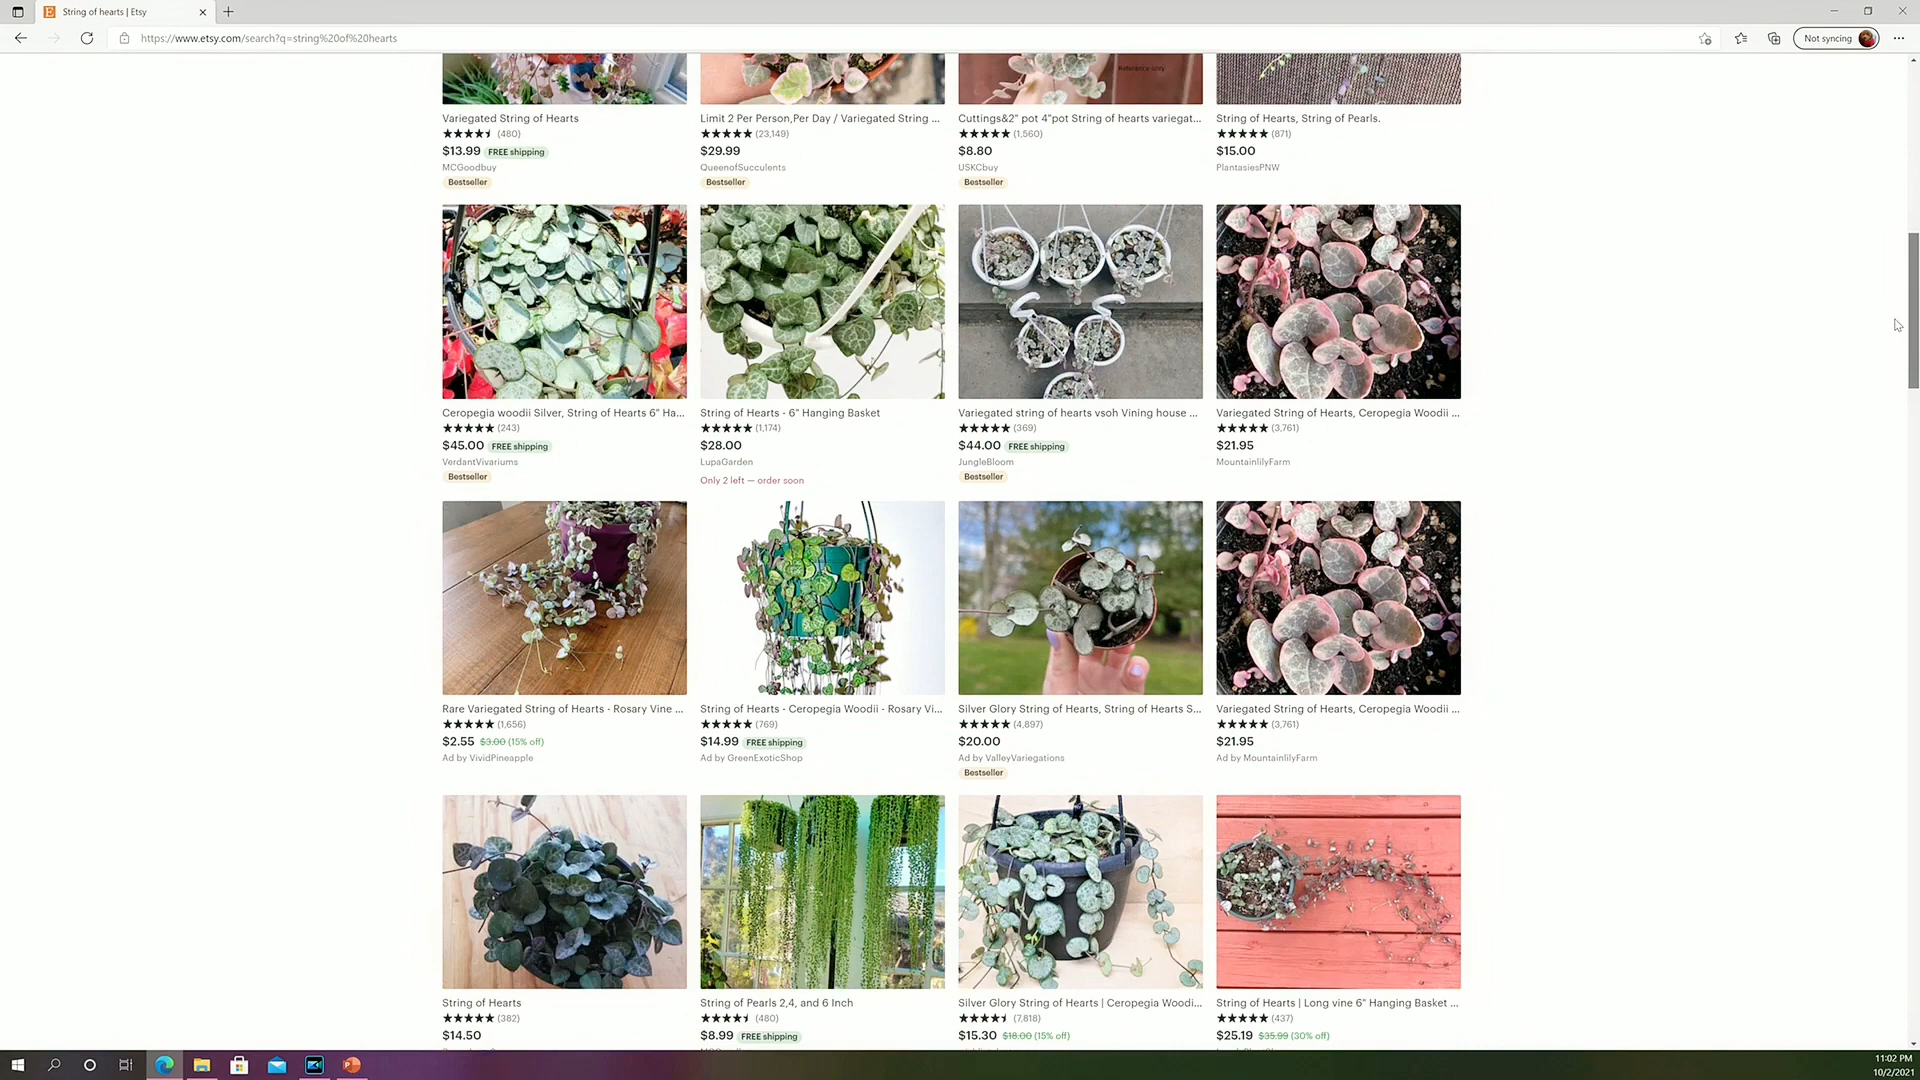 String of hearts | Etsy
https://www.etsy.com/search?q=string%20of%20hearts
Not syncing
Reference only
Variegated String of Hearts
(480)
$13.99 FREE shipping
MCGoodbuy
Bestseller
Limit 2 Per Person,Per Day / Variegated String ...
(23,149)
$29.99
QueenofSucculents
Bestseller
Cuttings&2" pot 4"pot String of hearts variegat...
(1,560)
$8.80
USKCbuy
Bestseller
String of Hearts, String of Pearls.
(871)
$15.00
PlantasiesPNW
Ceropegia woodii Silver, String of Hearts 6" Ha...
(243)
$45.00 FREE shipping
VerdantVivariums
Bestseller
String of Hearts - 6" Hanging Basket
(1,174)
$28.00
LupaGarden
Only 2 left — order soon
Variegated string of hearts vsoh Vining house ...
(369)
$44.00 FREE shipping
JungleBloom
Bestseller
Variegated String of Hearts, Ceropegia Woodii ...
(3,761)
$21.95
MountainlilyFarm
Rare Variegated String of Hearts - Rosary Vine ...
(1,656)
$2.55 $3.00 (15% off)
Ad by VividPineapple
String of Hearts - Ceropegia Woodii - Rosary Vi...
(769)
$14.99 FREE shipping
Ad by GreenExoticShop
Silver Glory String of Hearts, String of Hearts S...
(4,897)
$20.00
Ad by ValleyVariegations
Bestseller
Variegated String of Hearts, Ceropegia Woodii ...
(3,761)
$21.95
Ad by MountainlilyFarm
String of Hearts
(382)
$14.50
String of Pearls 2,4, and 6 Inch
(480)
$8.99 FREE shipping
Silver Glory String of Hearts | Ceropegia Woodi...
(7,818)
$15.30 $18.00 (15% off)
String of Hearts | Long vine 6" Hanging Basket ...
(437)
$25.19 $35.99 (30% off)
11:02 PM
10/2/2021